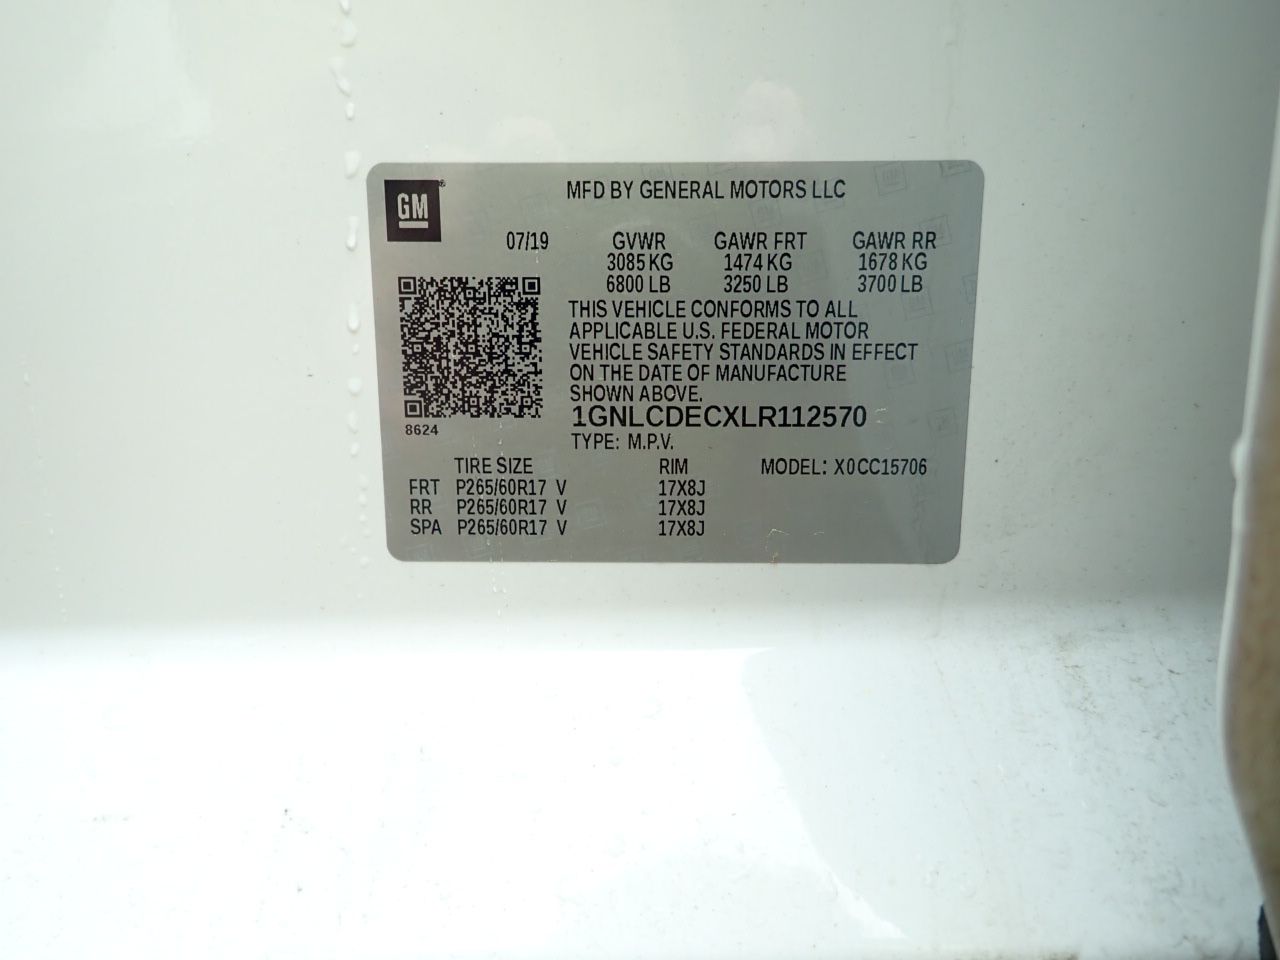 GM®
MFD BY GENERAL MOTORS LLC
07/19 GVWR GAWR FRT GAWR RR
3085 KG 1474 KG 1678 KG
6800 LB 3250 LB 3700 LB
THIS VEHICLE CONFORMS TO ALL
APPLICABLE U.S. FEDERAL MOTOR
VEHICLE SAFETY STANDARDS IN EFFECT
ON THE DATE OF MANUFACTURE
SHOWN ABOVE.
1GNLCDECXLR112570
8624
TYPE: M.P.V.
TIRE SIZE RIM MODEL: X0CC15706
FRT P265/60R17 V 17X8J
RR P265/60R17 V 17X8J
SPA P265/60R17 V 17X8J